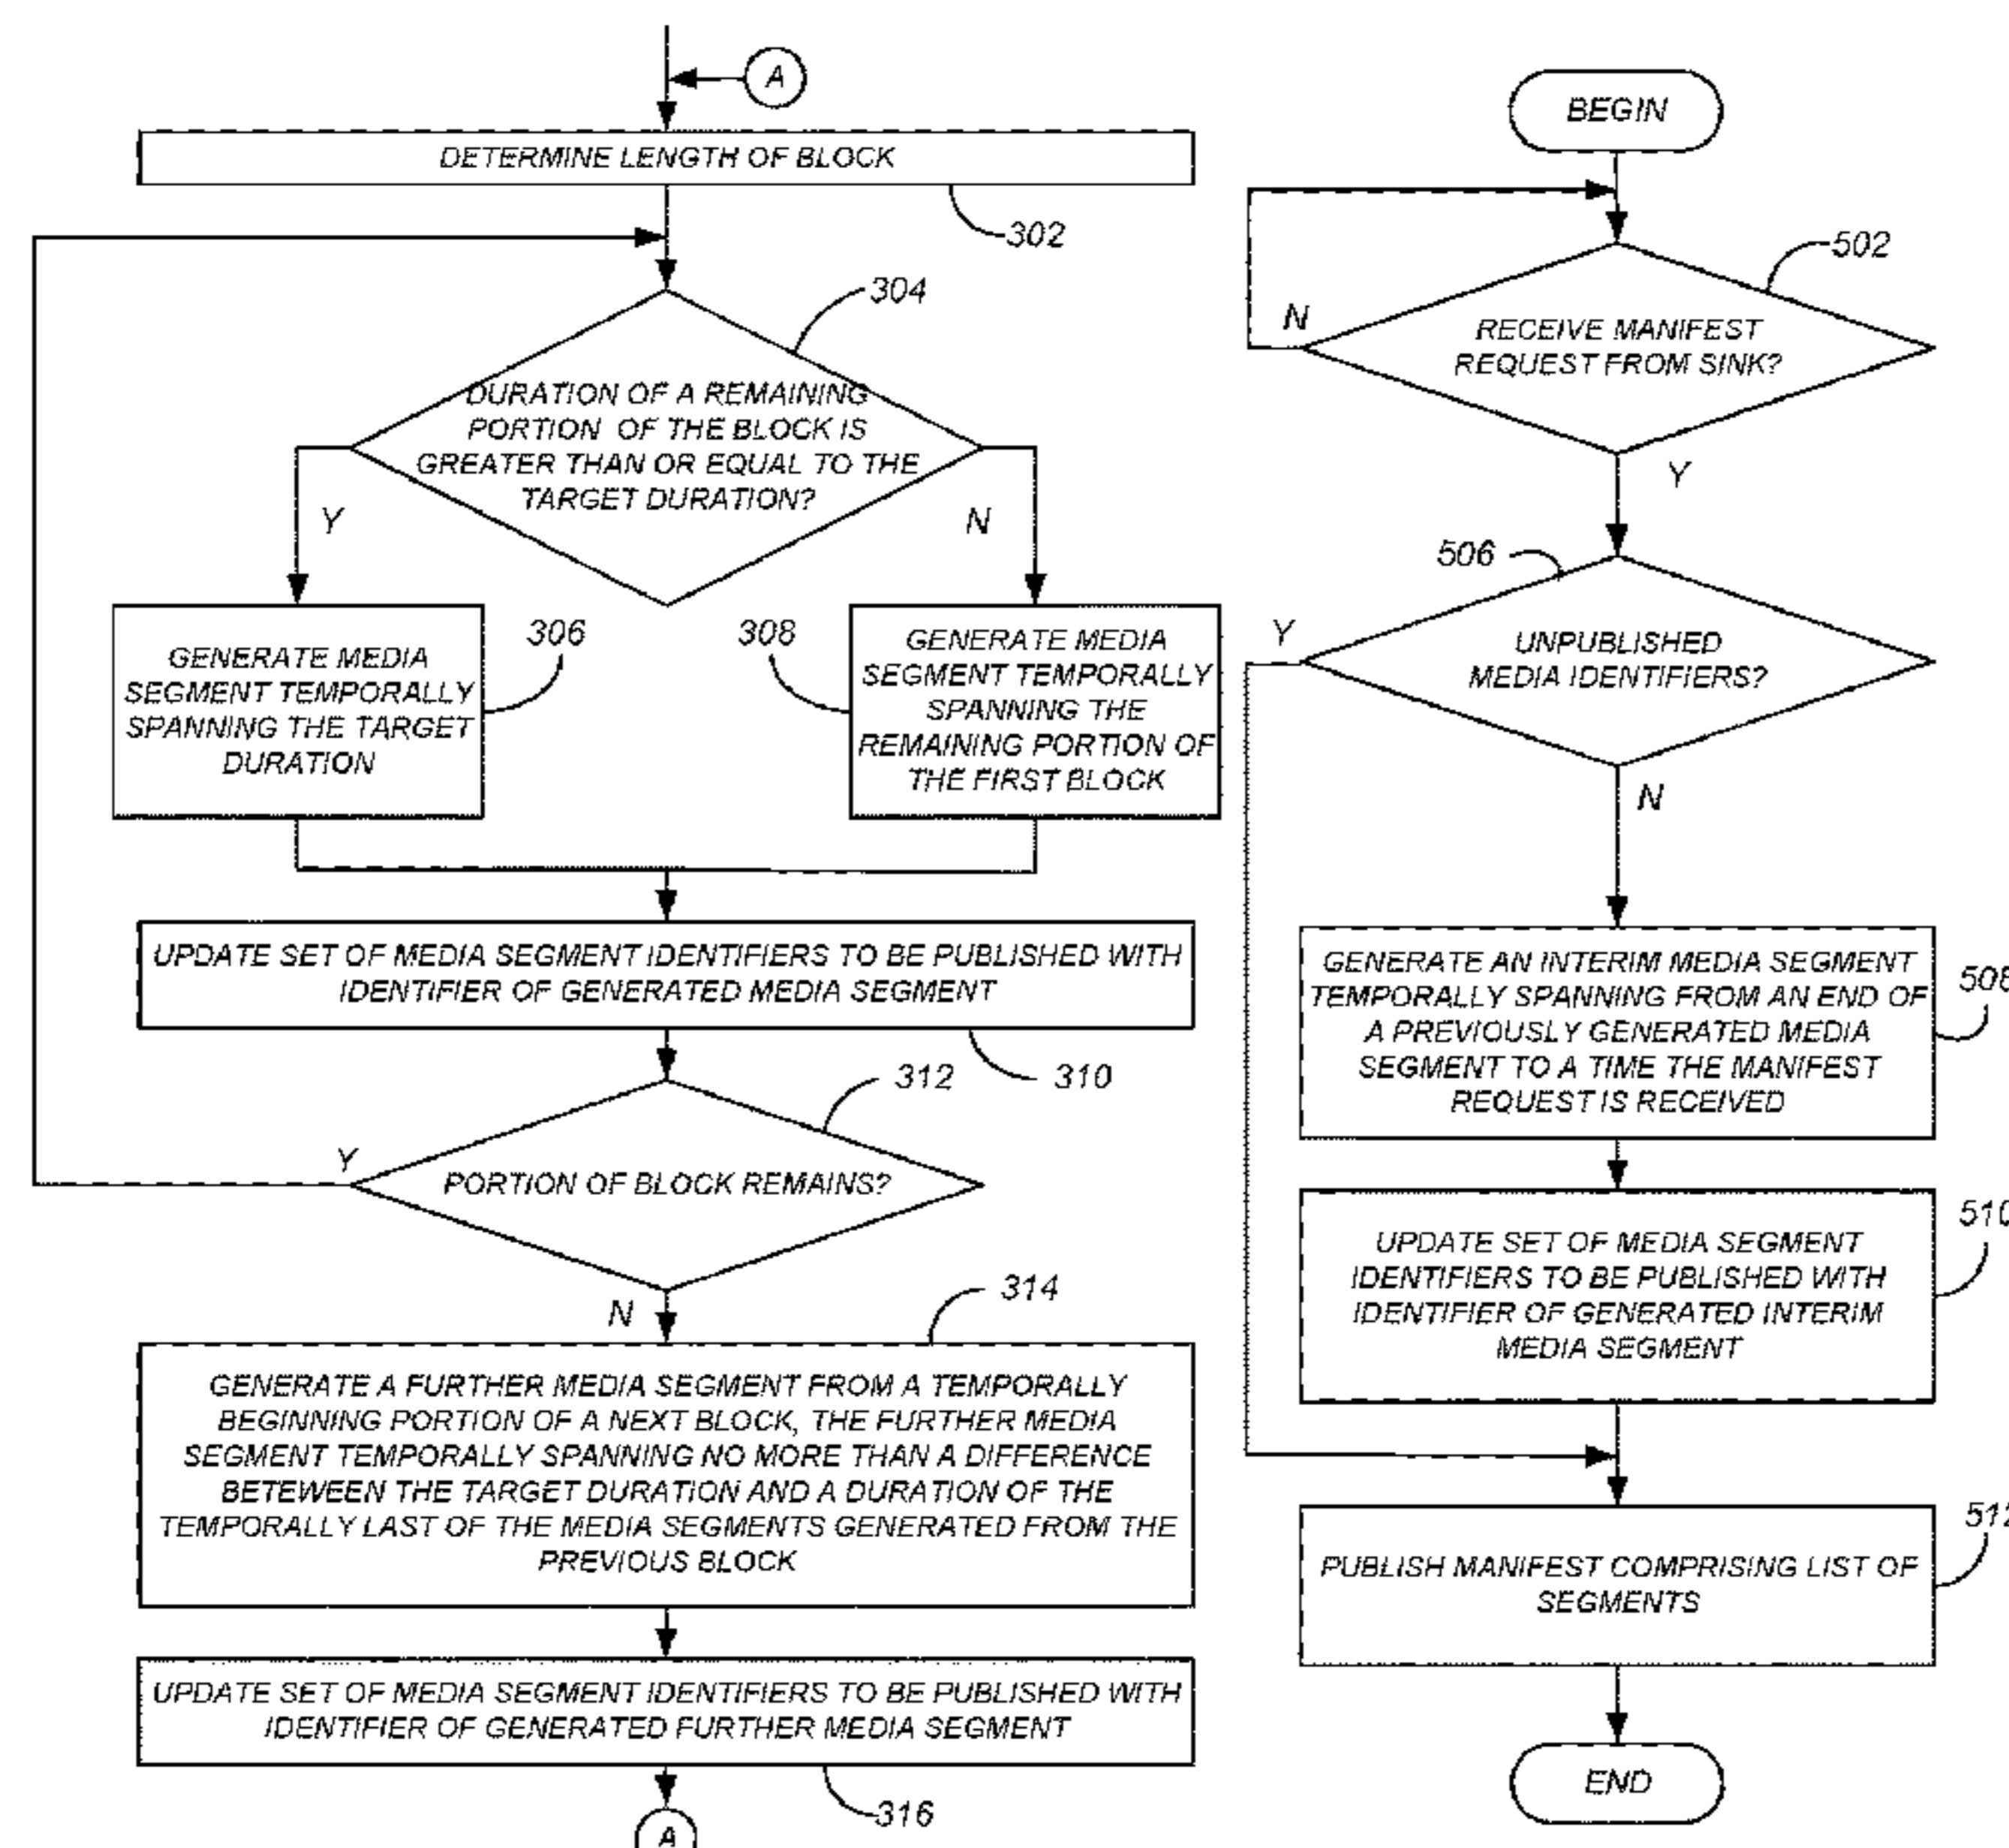 A
DETERMINE LENGTH OF BLOCK
302
304
DURATION OF A REMAINING
PORTION OF THE BLOCK IS
GREATER THAN OR EQUAL TO THE
TARGET DURATION?
Y
N
GENERATE MEDIA
SEGMENT TEMPORALLY
SPANNING THE TARGET
DURATION
306
308
GENERATE MEDIA
SEGMENT TEMPORALLY
SPANNING THE
REMAINING PORTION OF
THE FIRST BLOCK
UPDATE SET OF MEDIA SEGMENT IDENTIFIERS TO BE PUBLISHED WITH
IDENTIFIER OF GENERATED MEDIA SEGMENT
310
312
Y
PORTION OF BLOCK REMAINS?
N
314
GENERATE A FURTHER MEDIA SEGMENT FROM A TEMPORALLY
BEGINNING PORTION OF A NEXT BLOCK, THE FURTHER MEDIA
SEGMENT TEMPORALLY SPANNING NO MORE THAN A DIFFERENCE
BETEWEEN THE TARGET DURATION AND A DURATION OF THE
TEMPORALLY LAST OF THE MEDIA SEGMENTS GENERATED FROM THE
PREVIOUS BLOCK
UPDATE SET OF MEDIA SEGMENT IDENTIFIERS TO BE PUBLISHED WITH
IDENTIFIER OF GENERATED FURTHER MEDIA SEGMENT
316
A
BEGIN
502
N
RECEIVE MANIFEST
REQUEST FROM SINK?
Y
506
Y
UNPUBLISHED
MEDIA IDENTIFIERS?
N
GENERATE AN INTERIM MEDIA SEGMENT
TEMPORALLY SPANNING FROM AN END OF
A PREVIOUSLY GENERATED MEDIA
SEGMENT TO A TIME THE MANIFEST
REQUEST IS RECEIVED
508
UPDATE SET OF MEDIA SEGMENT
IDENTIFIERS TO BE PUBLISHED WITH
IDENTIFIER OF GENERATED INTERIM
MEDIA SEGMENT
510
PUBLISH MANIFEST COMPRISING LIST OF
SEGMENTS
512
END